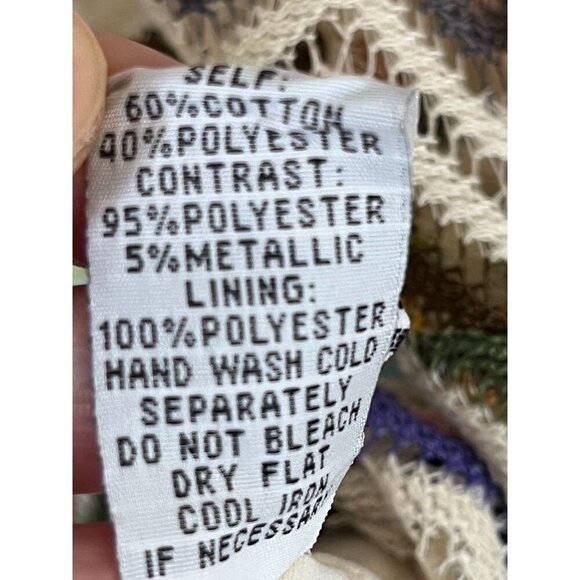 SELF:
60%COTTON
40%POLYESTER
CONTRAST:
95%POLYESTER
5%METALLIC
LINING:
100%POLYESTER
HAND WASH COLD
SEPARATELY
DO NOT BLEACH
DRY FLAT
COOL IRON
IF NECESSARY